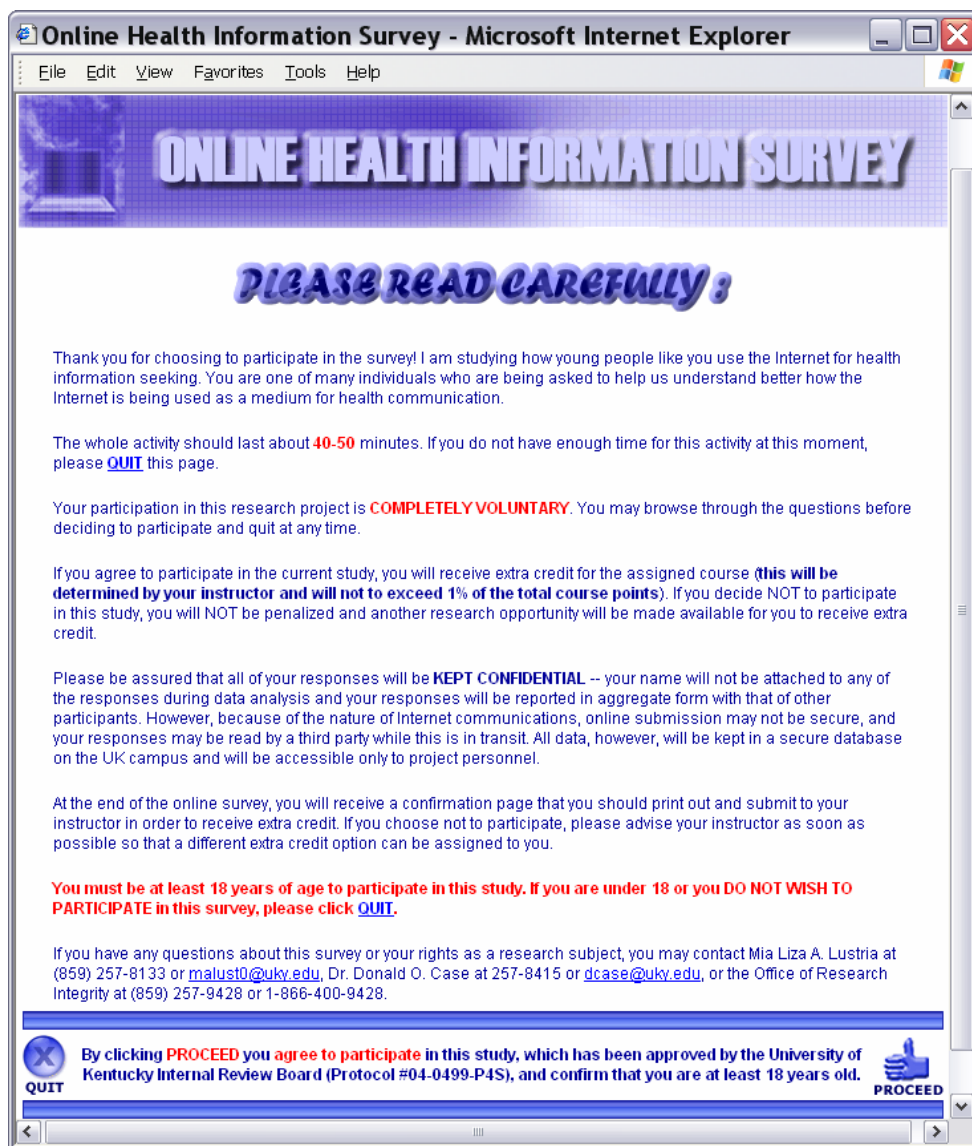 Online Health Information Survey - Microsoft Internet Explorer
File Edit View Favorites Tools Help
ONLINE HEALTH INFORMATION SURVEY
PLEASE READ CAREFULLY :
Thank you for choosing to participate in the survey! I am studying how young people like you use the Internet for health
information seeking. You are one of many individuals who are being asked to help us understand better how the
Internet is being used as a medium for health communication.
The whole activity should last about 40-50 minutes. If you do not have enough time for this activity at this moment,
please QUIT this page.
Your participation in this research project is COMPLETELY VOLUNTARY. You may browse through the questions before
deciding to participate and quit at any time.
If you agree to participate in the current study, you will receive extra credit for the assigned course (this will be
determined by your instructor and will not to exceed 1% of the total course points). If you decide NOT to participate
in this study, you will NOT be penalized and another research opportunity will be made available for you to receive extra
credit.
Please be assured that all of your responses will be KEPT CONFIDENTIAL -- your name will not be attached to any of
the responses during data analysis and your responses will be reported in aggregate form with that of other
participants. However, because of the nature of Internet communications, online submission may not be secure, and
your responses may be read by a third party while this is in transit. All data, however, will be kept in a secure database
on the UK campus and will be accessible only to project personnel.
At the end of the online survey, you will receive a confirmation page that you should print out and submit to your
instructor in order to receive extra credit. If you choose not to participate, please advise your instructor as soon as
possible so that a different extra credit option can be assigned to you.
You must be at least 18 years of age to participate in this study. If you are under 18 or you DO NOT WISH TO
PARTICIPATE in this survey, please click QUIT.
If you have any questions about this survey or your rights as a research subject, you may contact Mia Liza A. Lustria at
(859) 257-8133 or malust0@uky.edu, Dr. Donald O. Case at 257-8415 or dcase@uky.edu, or the Office of Research
Integrity at (859) 257-9428 or 1-866-400-9428.
By clicking PROCEED you agree to participate in this study, which has been approved by the University of
Kentucky Internal Review Board (Protocol #04-0499-P4S), and confirm that you are at least 18 years old.
QUIT
PROCEED